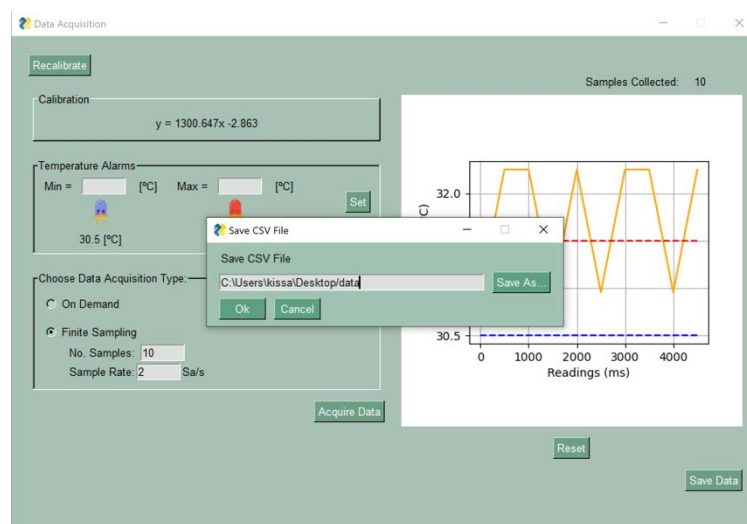 Data Acquisition
Recalibrate
Samples Collected: 10
Calibration
y = 1300.647x -2.863
Temperature Alarms
Min = [ºC] Max = [ºC]
Set
30.5 [ºC]
Save CSV File
Save CSV File
C:\Users\kissa\Desktop/data
Save As...
Ok Cancel
Choose Data Acquisition Type:
On Demand
Finite Sampling
No. Samples: 10
Sample Rate: 2 Sa/s
Acquire Data
32.0
C)
30.5
0 1000 2000 3000 4000
Readings (ms)
Reset
Save Data